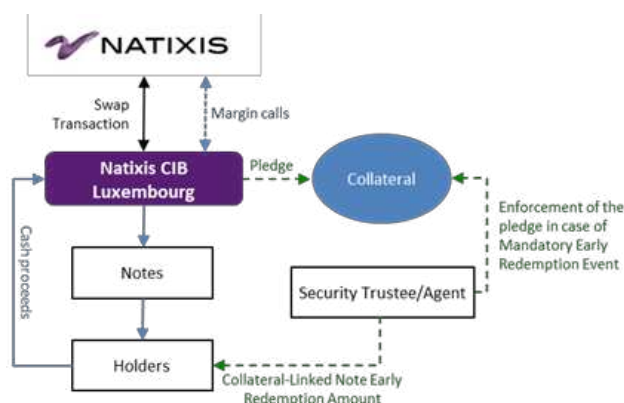 NATIXIS
Swap
Transaction
Margin calls
Natixis CIB
Luxembourg
Pledge
Collateral
Enforcement of the
pledge in case of
Mandatory Early
Redemption Event
Cash proceeds
Notes
Security Trustee/Agent
Holders
Collateral-Linked Note Early
Redemption Amount